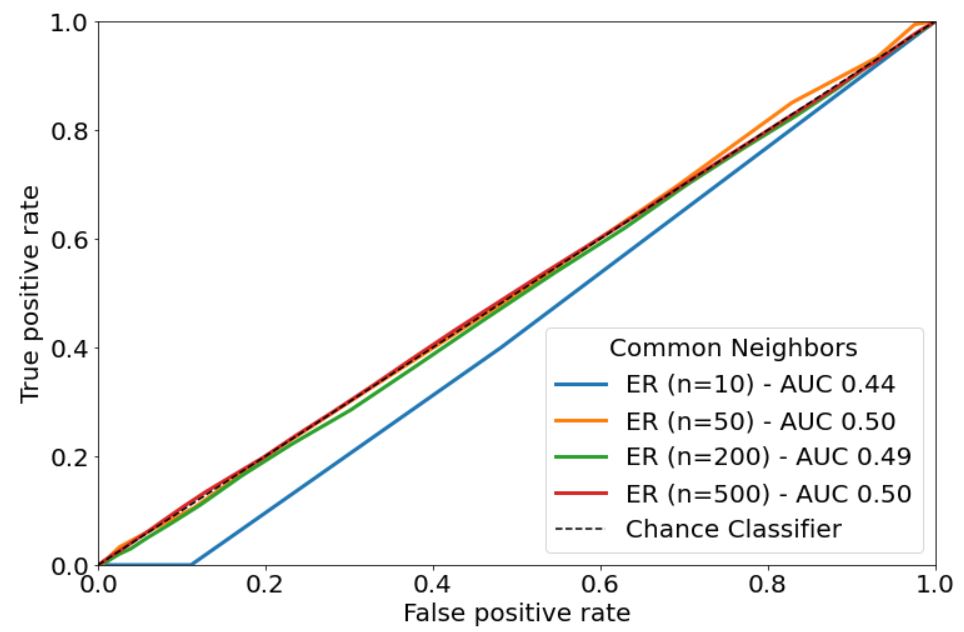 1.0
0.8
0.6
0.4
0.2
0.0
True positive rate
Common Neighbors
ER (n=10) - AUC 0.44
ER (n=50) - AUC 0.50
ER (n=200) - AUC 0.49
ER (n=500) - AUC 0.50
Chance Classifier
0.0 0.2 0.4 0.6 0.8 1.0
False positive rate